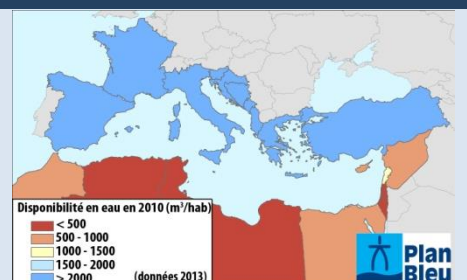 Disponibilité en eau en 2010 (m³/hab)
< 500
500 - 1000
1000 - 1500
1500 - 2000
> 2000 (données 2013)
Plan
Bleu